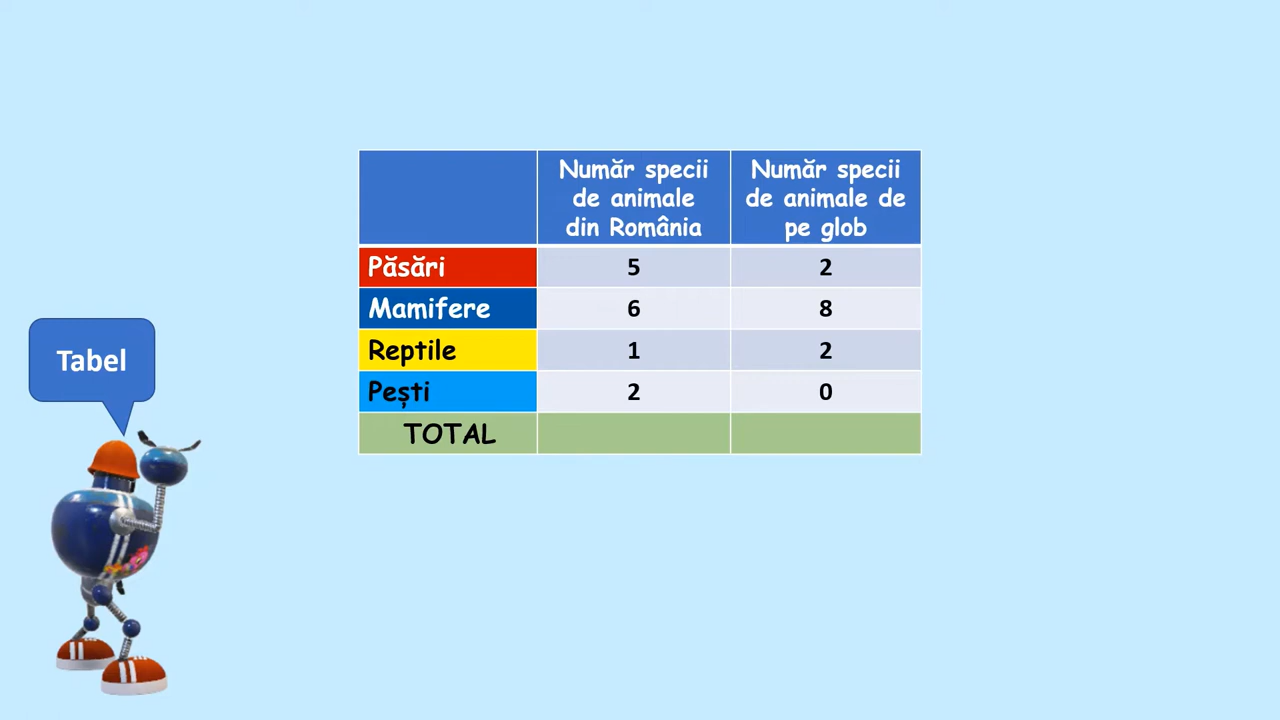 Număr specii
de animale
din România
Număr specii
de animale de
pe glob
Păsări 5 2
Mamifere 6 8
Reptile 1 2
Pești 2 0
TOTAL
Tabel